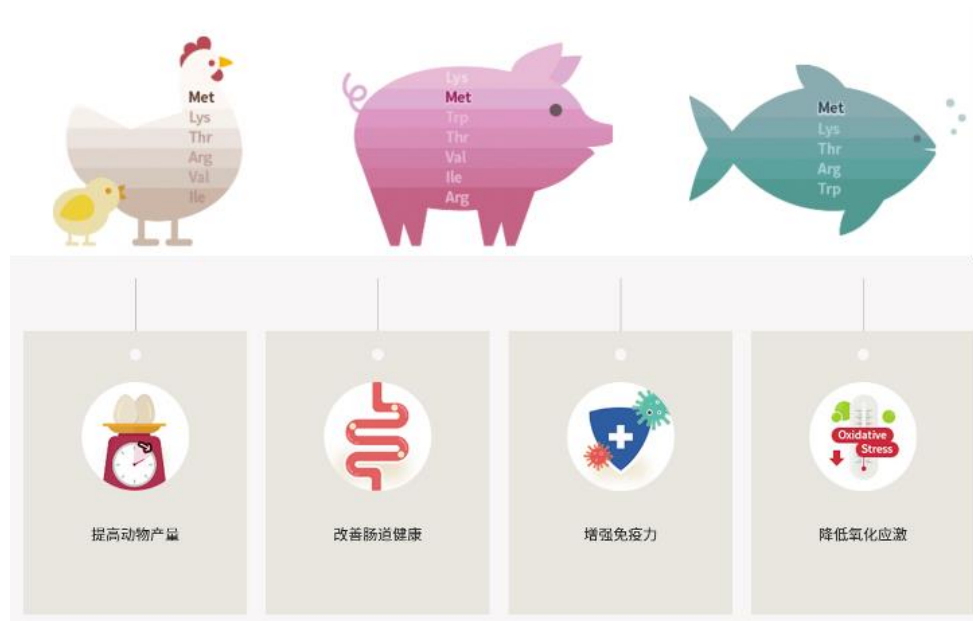 Met
Lys
Thr
Arg
Val
Ile
Lys
Met
Trp
Thr
Val
Ile
Arg
Met
Lys
Thr
Arg
Trp
Oxidative
Stress
提高动物产量
改善肠道健康
增强免疫力
降低氧化应激